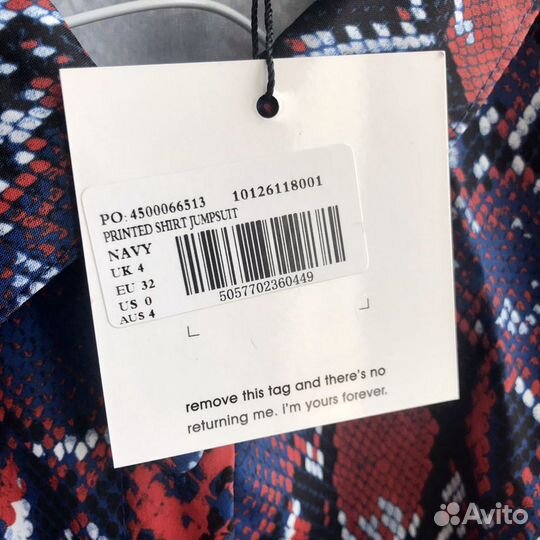 PO: 4500066513 10126118001
PRINTED SHIRT JUMPSUIT
NAVY
UK 4
EU 32
US 0
AUS 4
5057702360449
remove this tag and there's no
returning me. i'm yours forever.
Avito